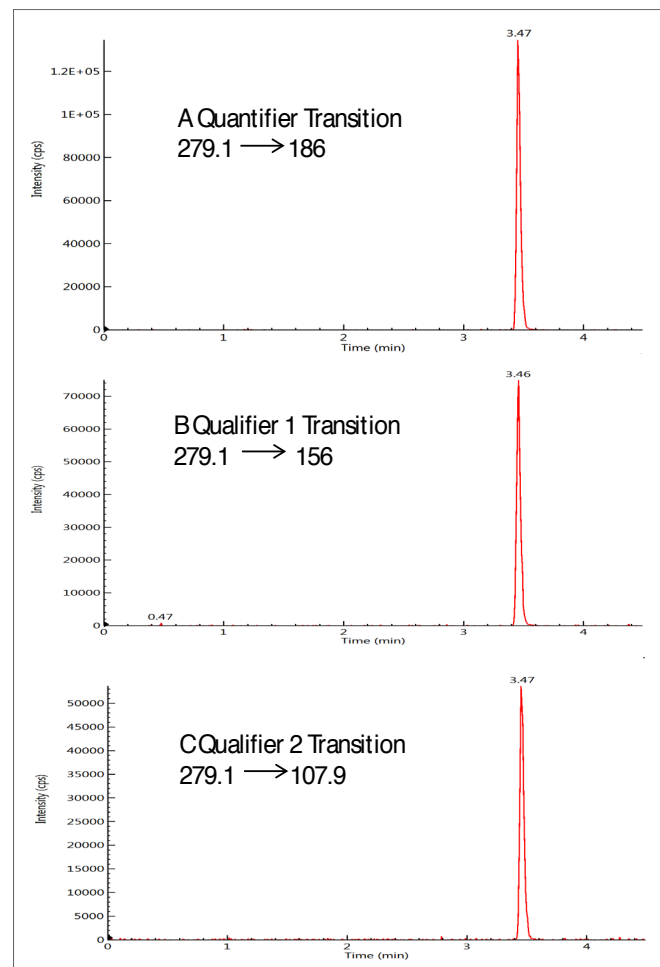 3.47
1.2E+05
1E+05
80000
60000
40000
20000
0
Intensity (cps)
A Quantifier Transition
279.1 → 186
0 1 2 3 4
Time (min)
3.46
70000
60000
50000
40000
30000
20000
10000
0
Intensity (cps)
B Qualifier 1 Transition
279.1 → 156
0.47
0 1 2 3 4
Time (min)
3.47
50000
45000
40000
35000
30000
25000
20000
15000
10000
5000
0
Intensity (cps)
C Qualifier 2 Transition
279.1 → 107.9
0 1 2 3 4
Time (min)